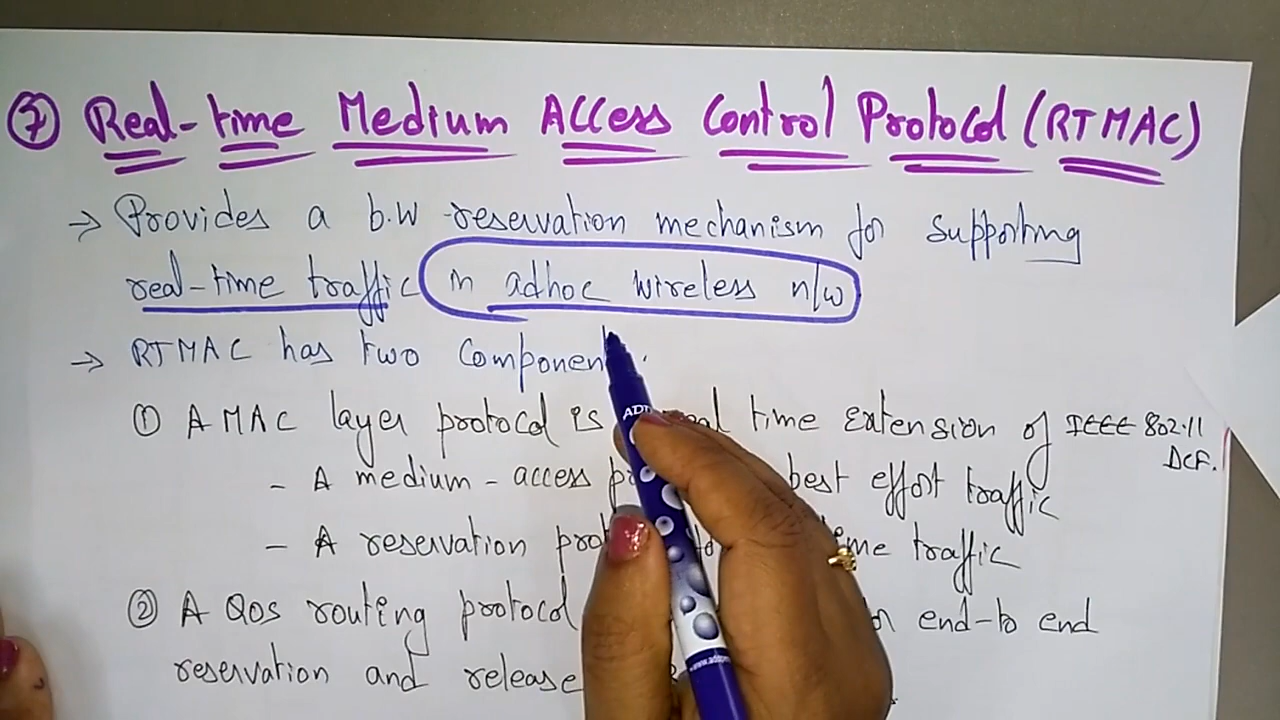 ⑦ Real-time Medium Access Control Protocol (RTMAC)
→ Provides a b.w reservation mechanism for supporting
real-time traffic in adhoc wireless n/w
→ RTMAC has two
① A MAC layer protocol is time Extension of IEEE 802.11
DCF.
- A medium-access best effort traffic
- A reservation traffic
② A QoS routing protocol end-to end
reservation and release